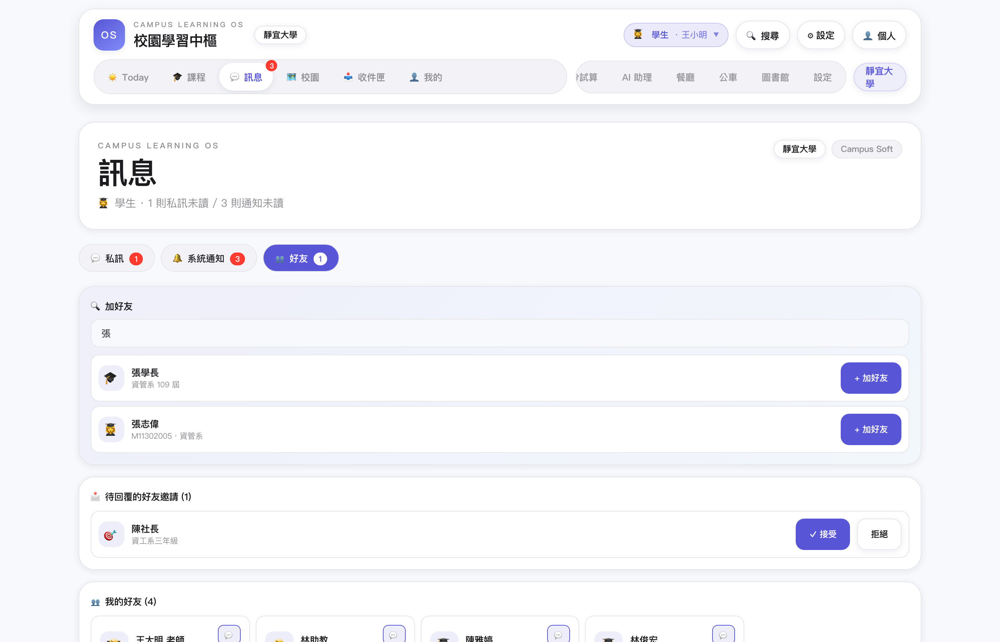 OS
CAMPUS LEARNING OS
校園學習中樞
靜宜大學
學生 · 王小明 ▼
搜尋
設定
個人
Today
課程
訊息
3
校園
收件匣
我的
試算
AI 助理
餐廳
公車
圖書館
設定
靜宜大
學
CAMPUS LEARNING OS
靜宜大學
Campus Soft
訊息
學生 · 1 則私訊未讀 / 3 則通知未讀
私訊 1
系統通知 3
好友 1
加好友
張
張學長
資管系 109 屆
+ 加好友
張志偉
M11302005 · 資管系
+ 加好友
待回覆的好友邀請 (1)
陳社長
資工系三年級
✓ 接受
拒絕
我的好友 (4)
王大明 老師
林助教
陳雅婷
林俊宏